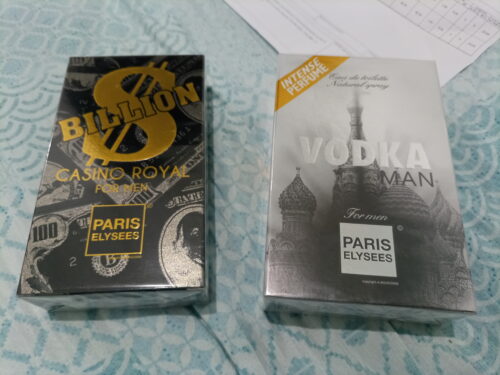 $
BILLION
CASINO ROYAL
FOR MEN
100
PARIS
ELYSEES
INTENSE
PERFUME
Eau de toilette
Natural spray
VODKA
MAN
For men
PARIS
ELYSEES
®